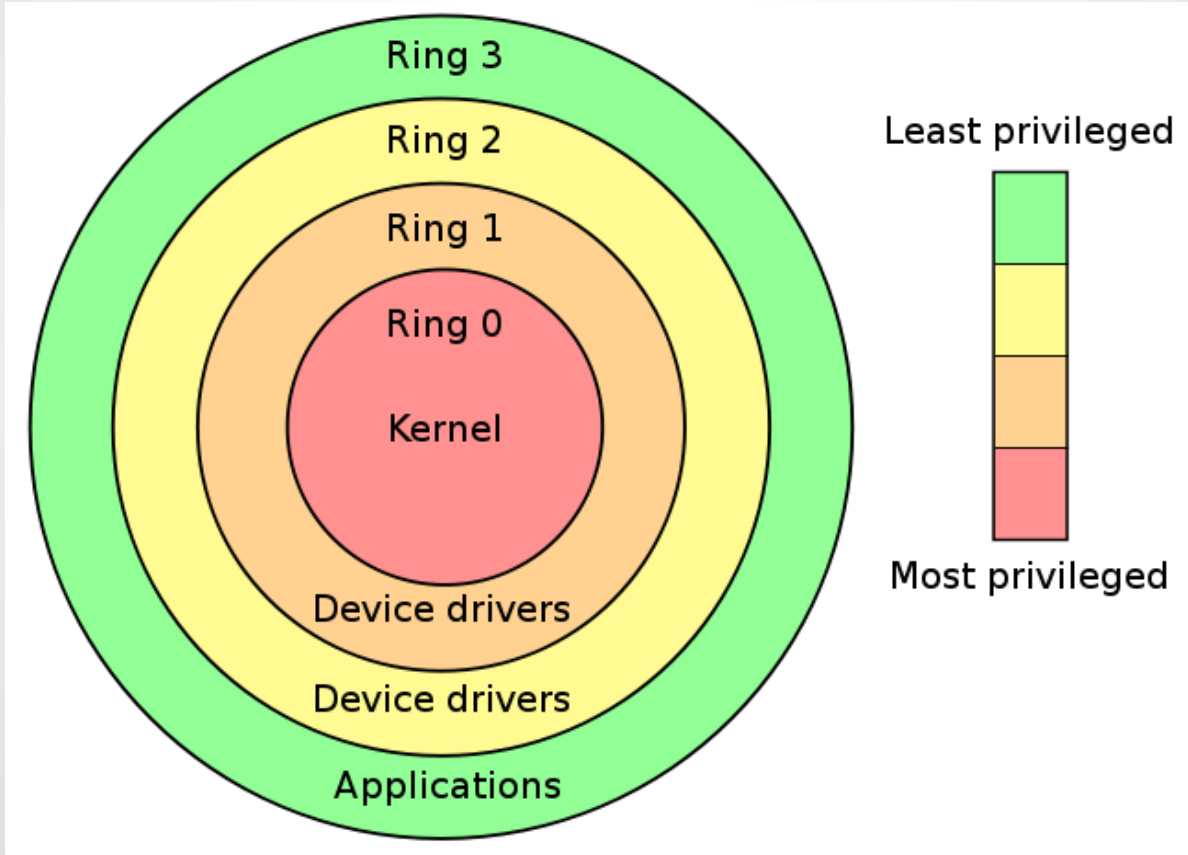 Ring 3
Ring 2
Ring 1
Ring 0
Kernel
Device drivers
Device drivers
Applications
Least privileged
Most privileged